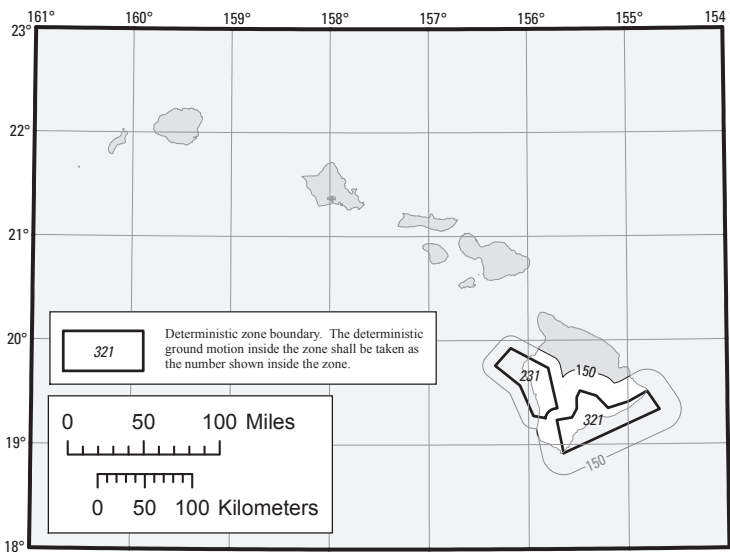 161° 160° 159° 158° 157° 156° 155° 154
23°
22°
21°
20°
19°
18°
231
150
321
150
321
Deterministic zone boundary. The deterministic
ground motion inside the zone shall be taken as
the number shown inside the zone.
0 50 100 Miles
0 50 100 Kilometers